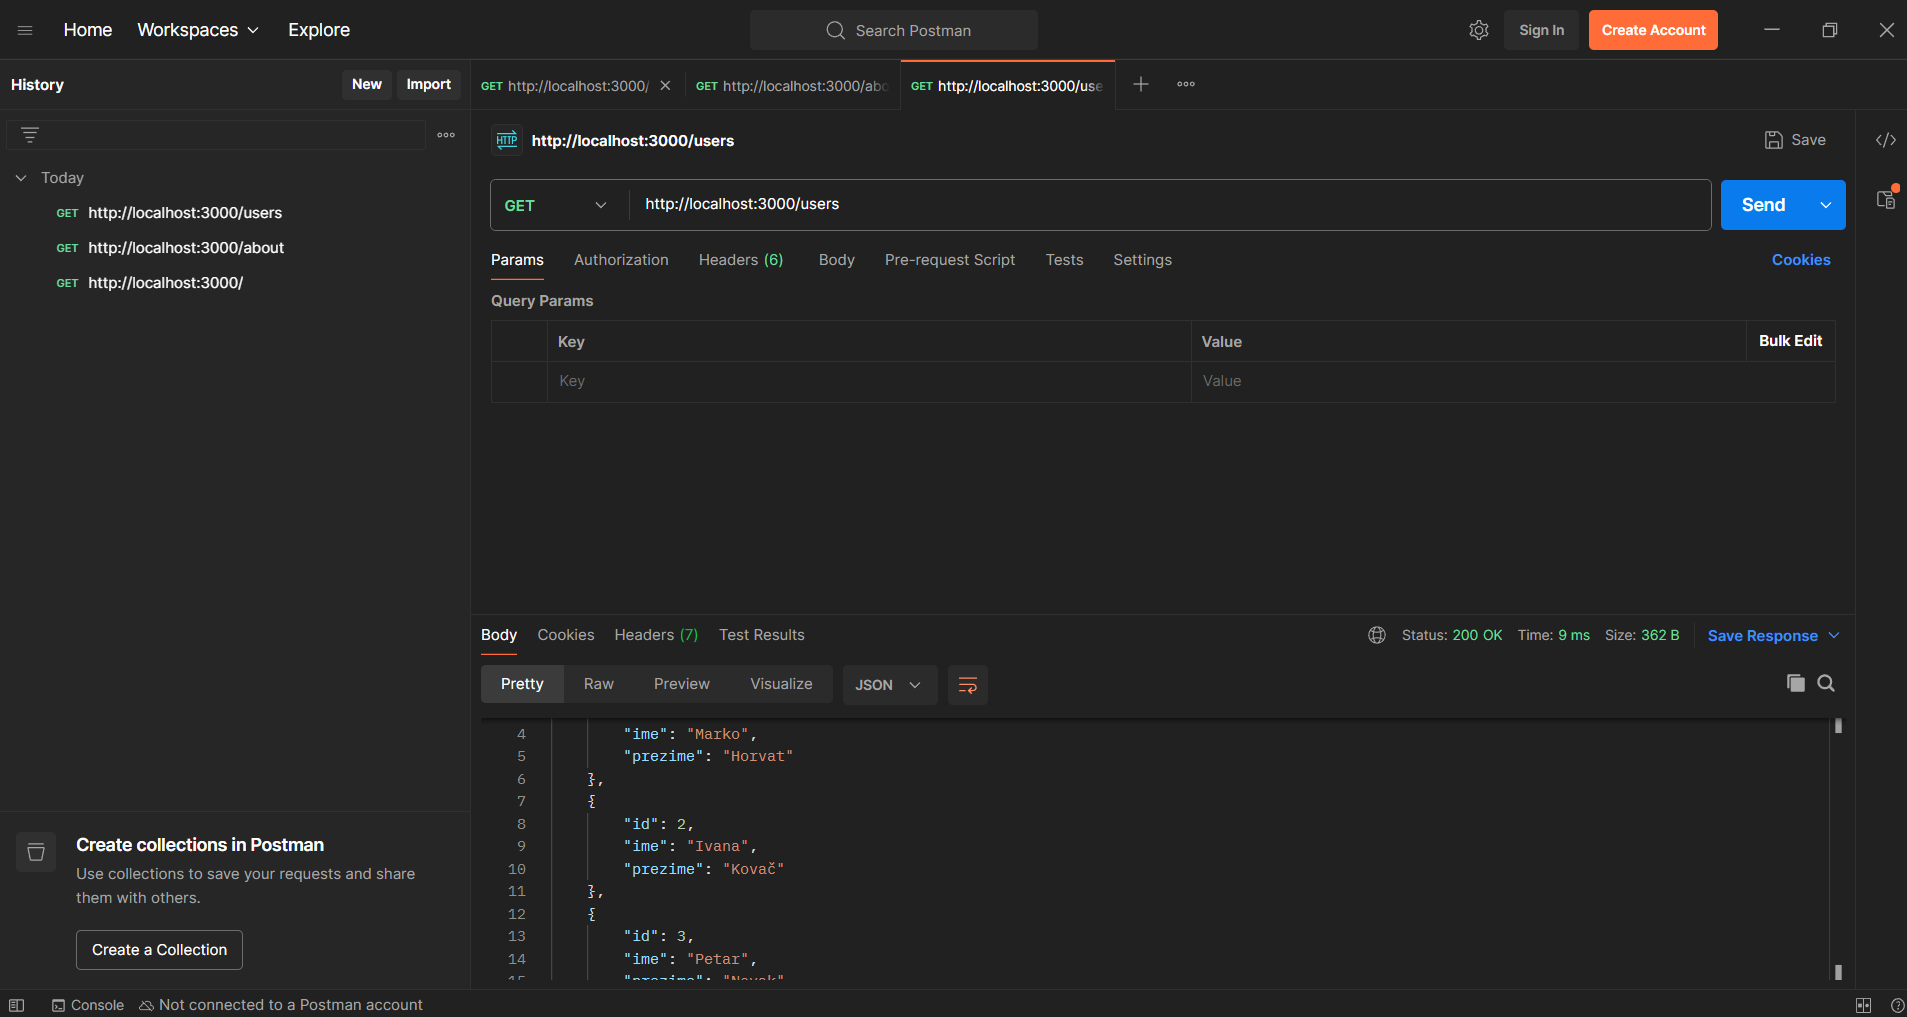 Home Workspaces Explore Search Postman Sign In Create Account
History New Import
GET http://localhost:3000/ GET http://localhost:3000/abo GET http://localhost:3000/use
HTTP http://localhost:3000/users Save
Today
GET http://localhost:3000/users
GET http://localhost:3000/about
GET http://localhost:3000/
GET http://localhost:3000/users Send
Params Authorization Headers (6) Body Pre-request Script Tests Settings Cookies
Query Params
Key Value Bulk Edit
Key Value
Body Cookies Headers (7) Test Results Status: 200 OK Time: 9 ms Size: 362 B Save Response
Pretty Raw Preview Visualize JSON
4 "ime": "Marko",
5 "prezime": "Horvat"
6 },
7 {
8 "id": 2,
9 "ime": "Ivana",
10 "prezime": "Kovač"
11 },
12 {
13 "id": 3,
14 "ime": "Petar",
15 "prezime": "Novak"
Create collections in Postman
Use collections to save your requests and share
them with others.
Create a Collection
Console Not connected to a Postman account